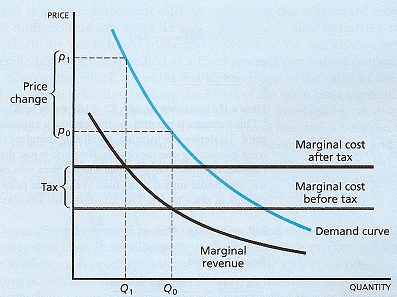 PRICE
p1
Price
change
p0
Marginal cost
after tax
Tax
Marginal cost
before tax
Demand curve
Marginal
revenue
Q1
Q0
QUANTITY